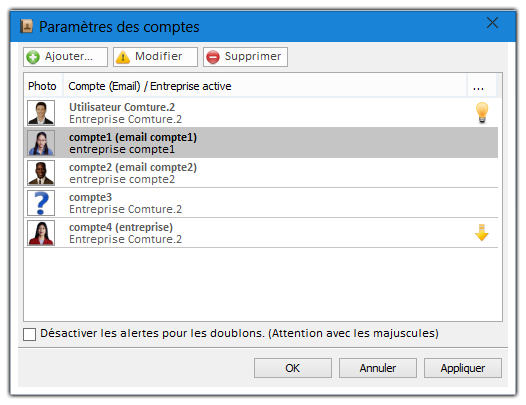 Paramètres des comptes
Ajouter... Modifier Supprimer
Photo Compte (Email) / Entreprise active ...
Utilisateur Comture.2
Entreprise Comture.2
compte1 (email compte1)
entreprise compte1
compte2 (email compte2)
entreprise compte2
compte3
Entreprise Comture.2
compte4 (entreprise)
Entreprise Comture.2
Désactiver les alertes pour les doublons. (Attention avec les majuscules)
OK Annuler Appliquer